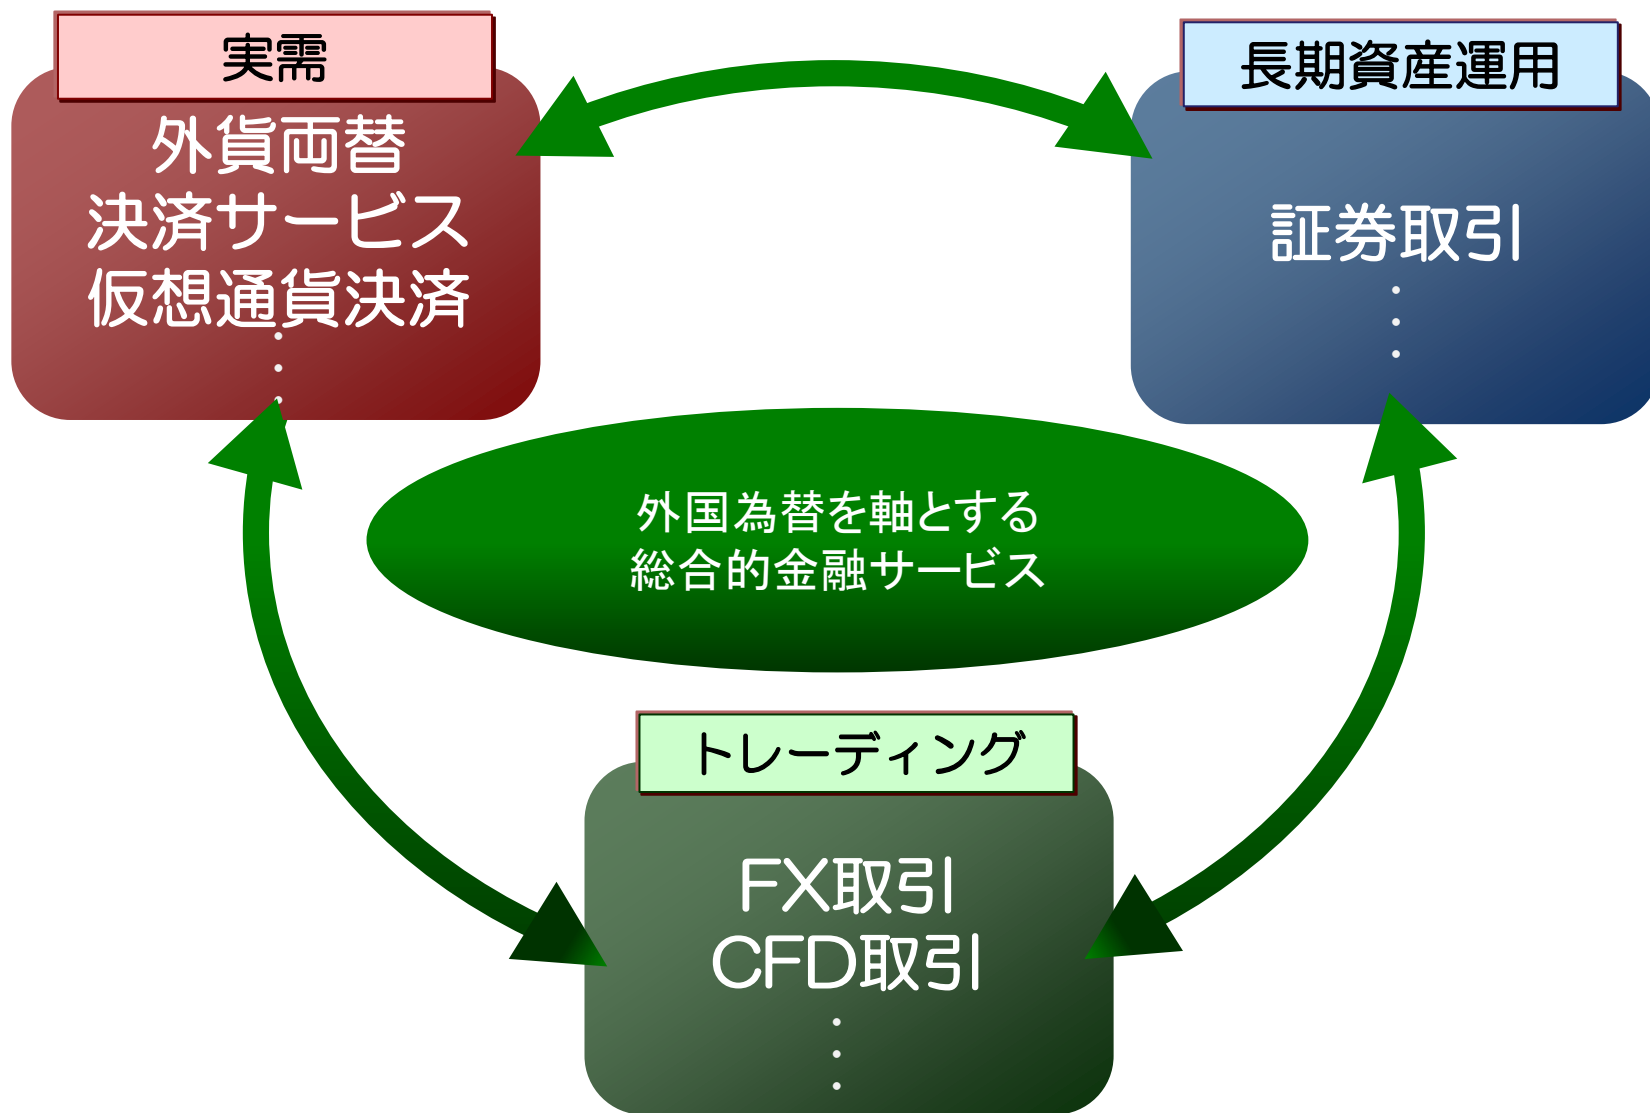 実需
外貨両替
決済サービス
仮想通貨決済
・
・
・
長期資産運用
証券取引
・
・
・
外国為替を軸とする
総合的金融サービス
トレーディング
FX取引
CFD取引
・
・
・